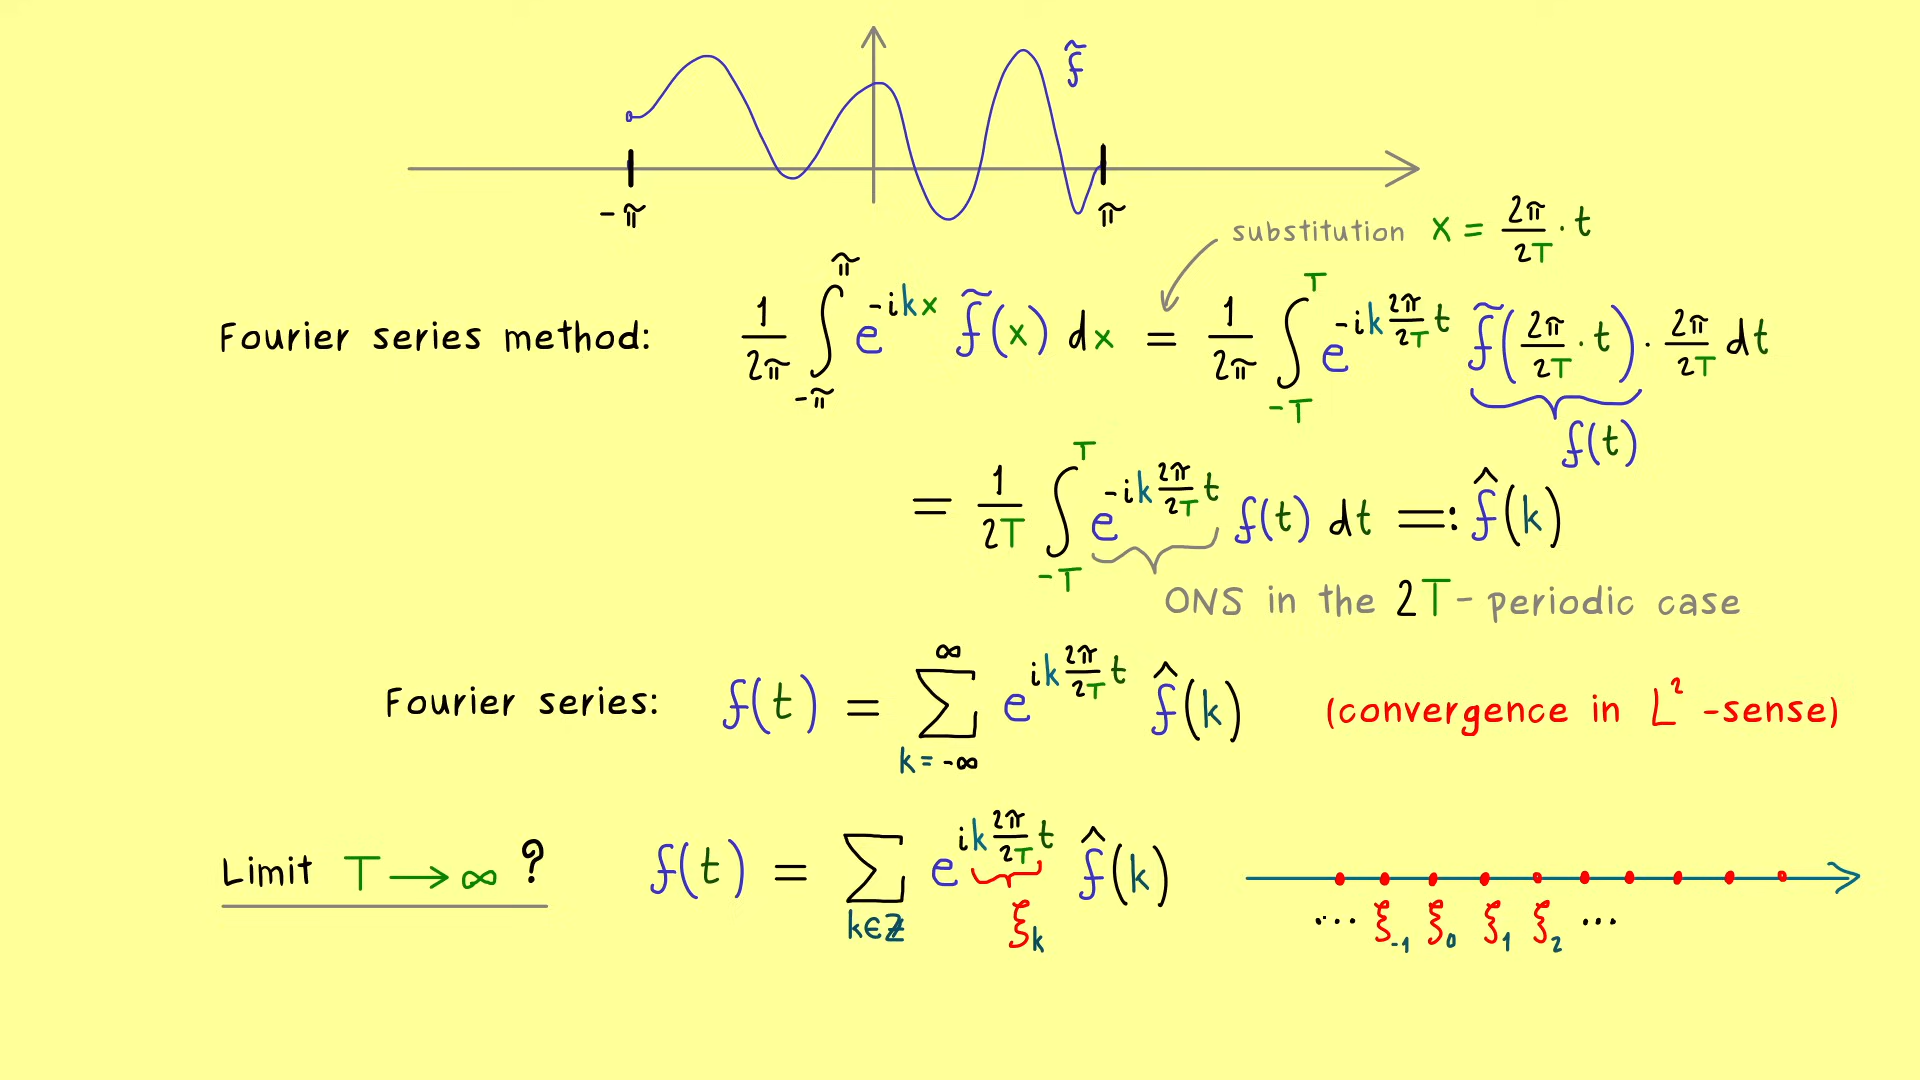 f̃
-π π
substitution x = 2π/2T · t
Fourier series method: 1/2π ∫_{-π}^{π} e^{-ikx} f̃(x) dx = 1/2π ∫_{-T}^{T} e^{-ik 2π/2T t} f̃(2π/2T · t) · 2π/2T dt
f(t)
= 1/2T ∫_{-T}^{T} e^{-ik 2π/2T t} f(t) dt =: f̂(k)
ONS in the 2T-periodic case
Fourier series: f(t) = ∑_{k=-∞}^{∞} e^{ik 2π/2T t} f̂(k) (convergence in L² -sense)
Limit T → ∞ ? f(t) = ∑_{k∈ℤ} e^{ik 2π/2T t} f̂(k)
ξ_k ... ξ_{-1} ξ_0 ξ_1 ξ_2 ...